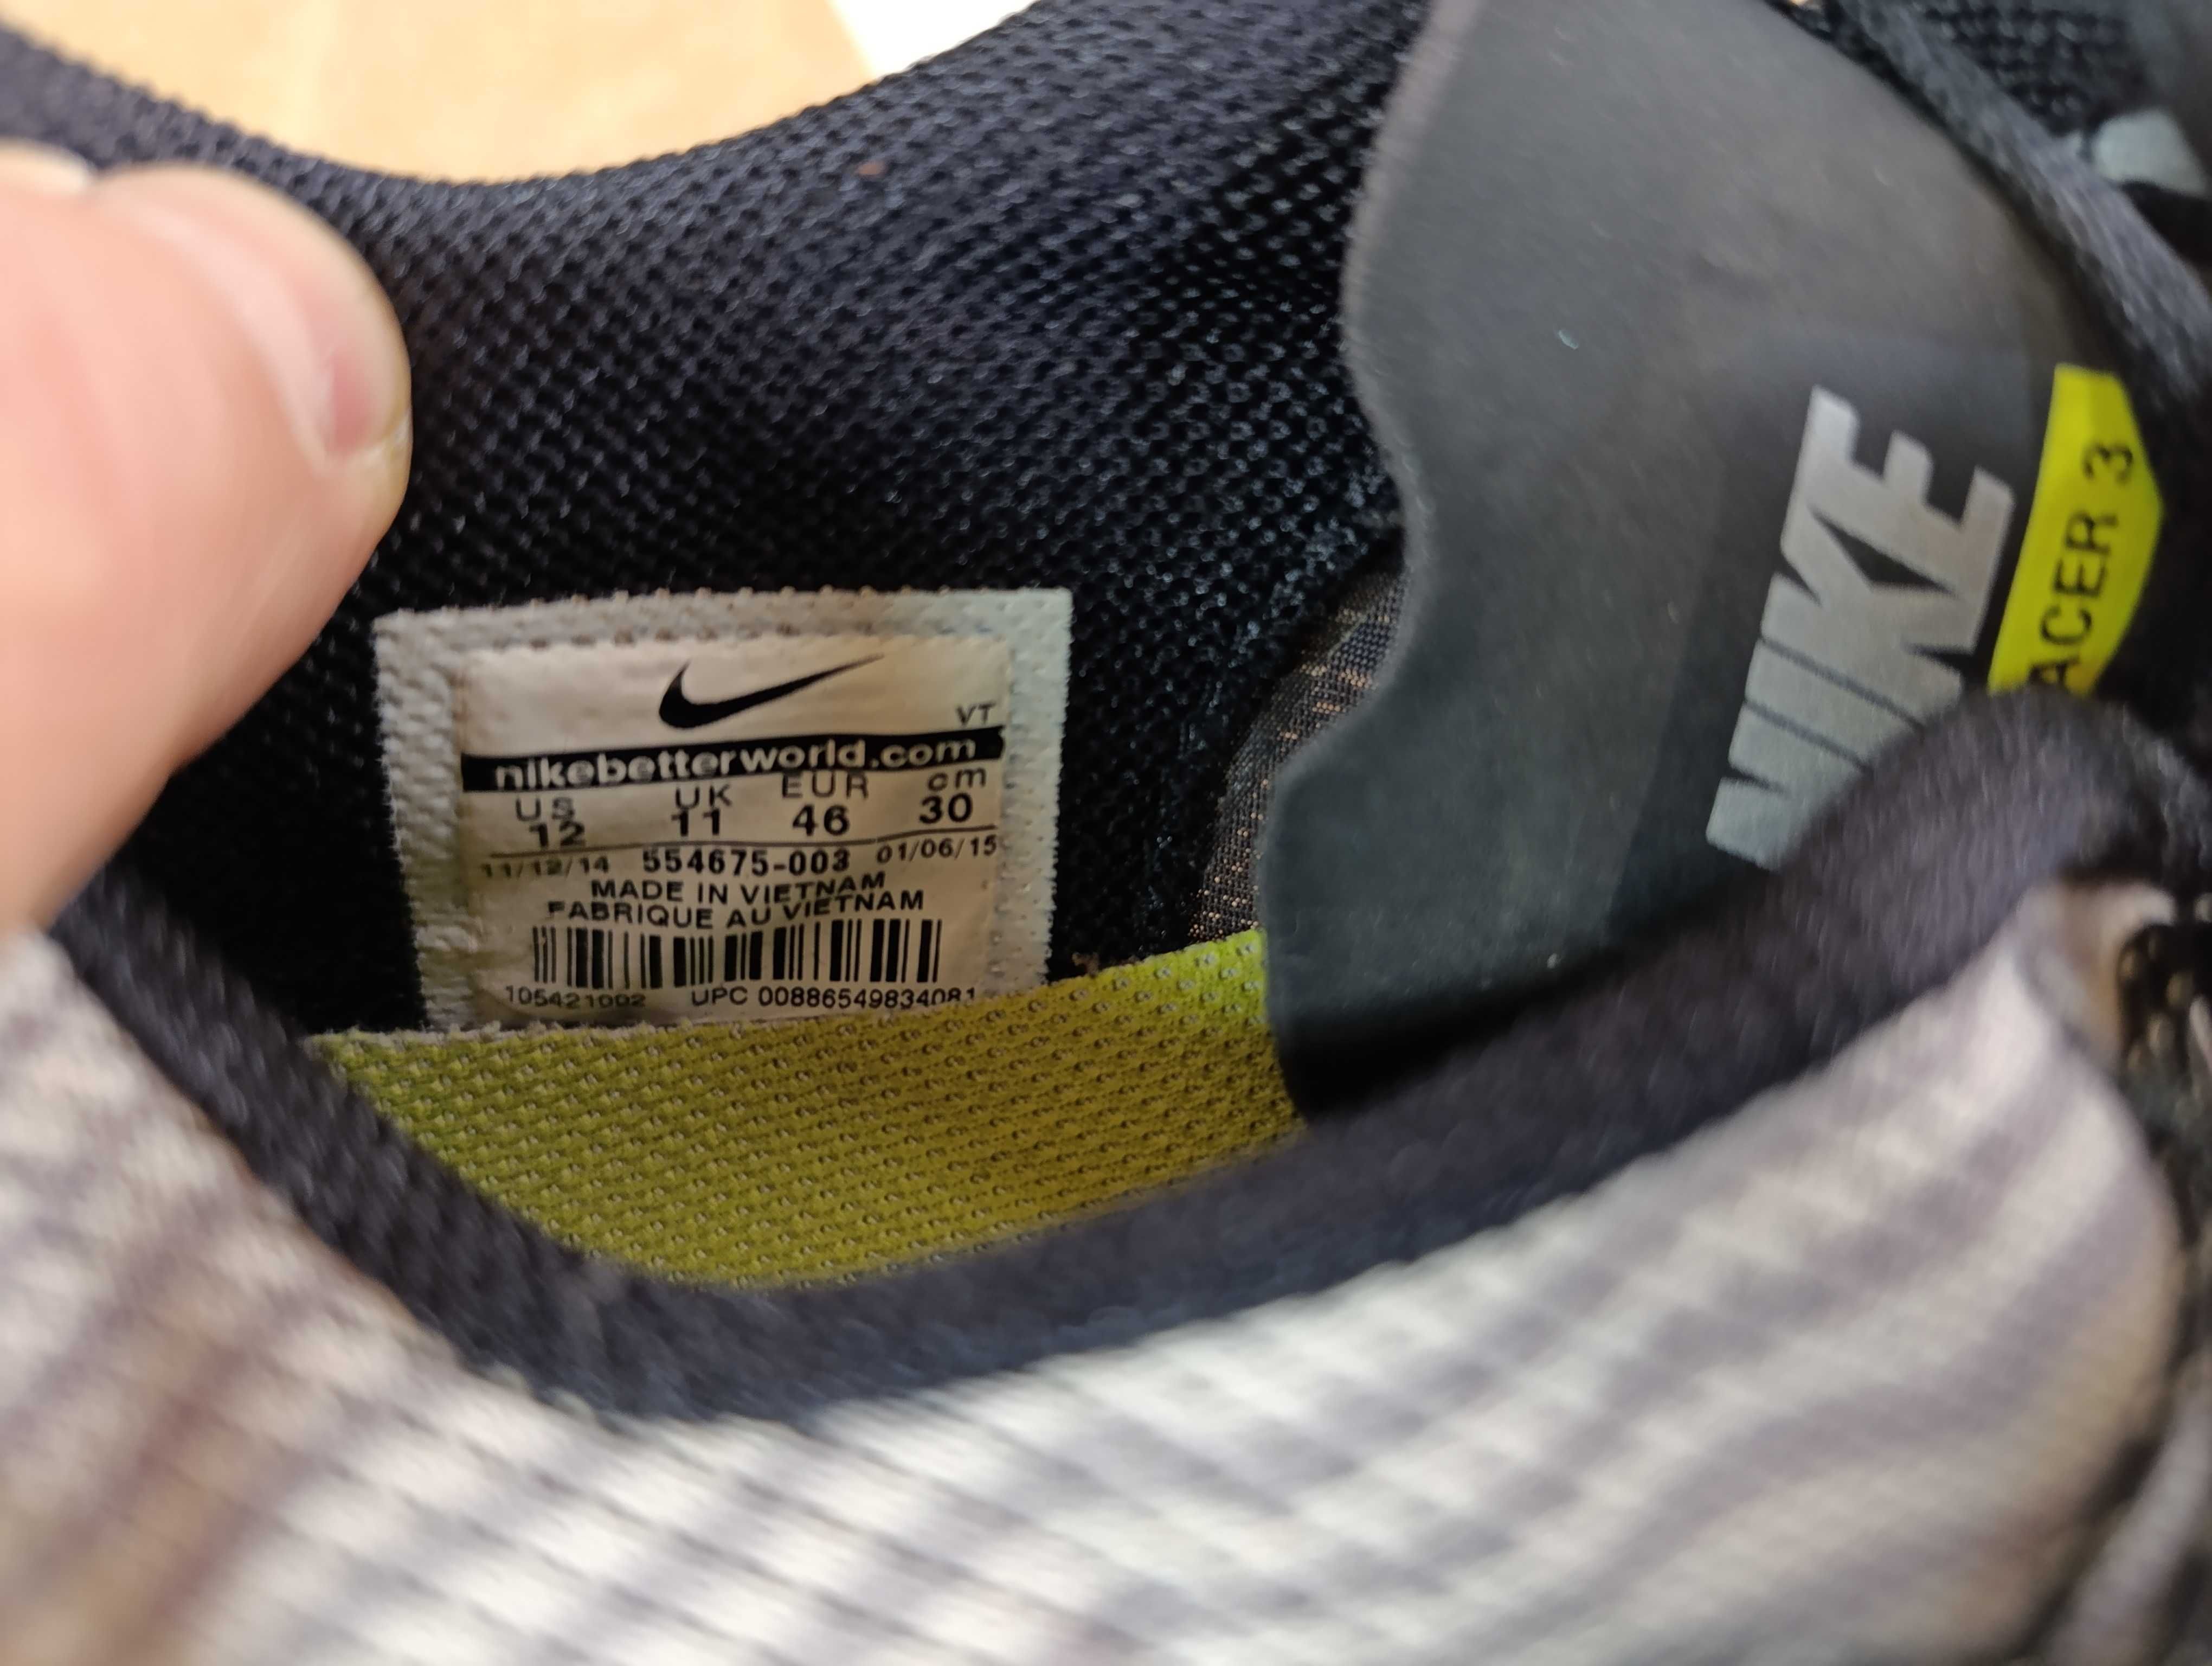 VT
nikebetterworld.com
US UK EUR cm
12 11 46 30
11/12/14 554675-003 01/06/15
MADE IN VIETNAM
FABRIQUE AU VIETNAM
105421002 UPC 00886549834081
NIKE
ACER 3